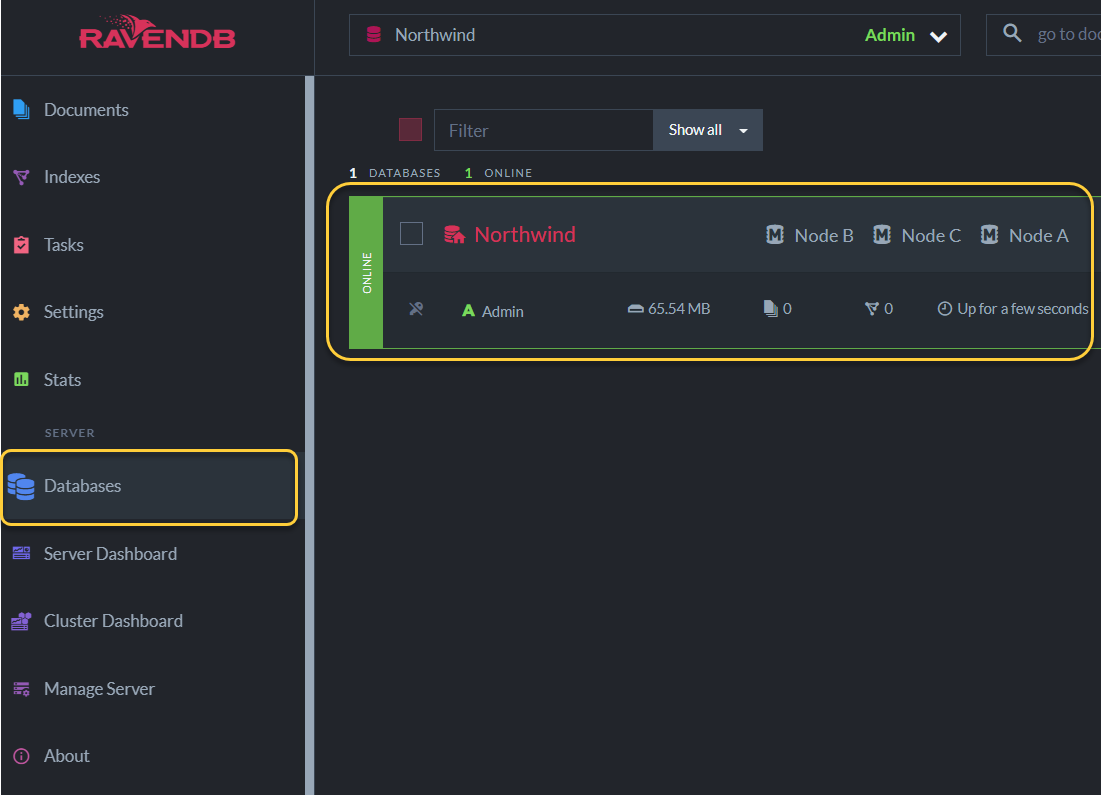 RAVENDB
Northwind Admin go to doc
Documents
Indexes
Tasks
Settings
Stats
SERVER
Databases
Server Dashboard
Cluster Dashboard
Manage Server
About
Filter Show all
1 DATABASES 1 ONLINE
ONLINE
Northwind M Node B M Node C M Node A
A Admin 65.54 MB 0 0 Up for a few seconds